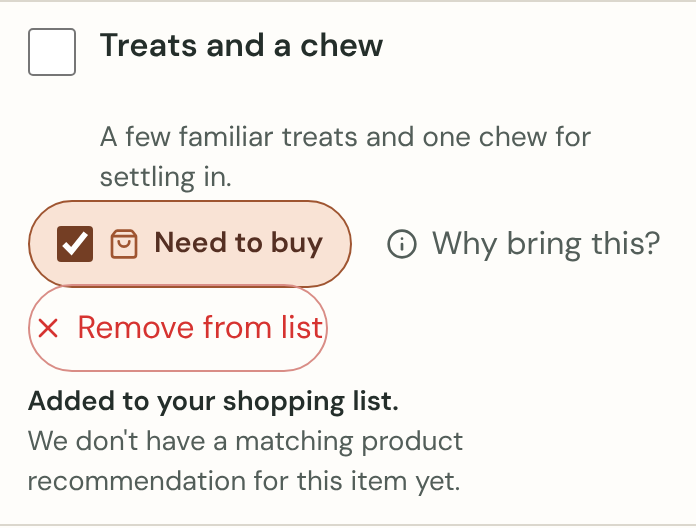 Treats and a chew
A few familiar treats and one chew for
settling in.
Need to buy
Why bring this?
Remove from list
Added to your shopping list.
We don't have a matching product
recommendation for this item yet.